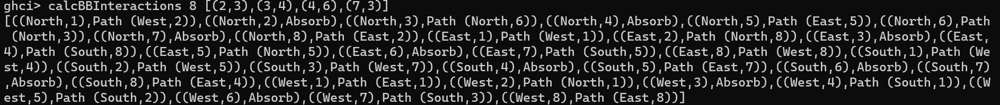 ghci> calcBBInteractions 8 [(2,3),(3,4),(4,6),(7,3)]
[((North,1),Path (West,2)),((North,2),Absorb),((North,3),Path (North,6)),((North,4),Absorb),((North,5),Path (East,5)),((North,6),Path
 (North,3)),((North,7),Absorb),((North,8),Path (East,2)),((East,1),Path (West,1)),((East,2),Path (North,8)),((East,3),Absorb),((East,
4),Path (South,8)),((East,5),Path (North,5)),((East,6),Absorb),((East,7),Path (South,5)),((East,8),Path (West,8)),((South,1),Path (We
st,4)),((South,2),Path (West,5)),((South,3),Path (West,7)),((South,4),Absorb),((South,5),Path (East,7)),((South,6),Absorb),((South,7)
,Absorb),((South,8),Path (East,4)),((West,1),Path (East,1)),((West,2),Path (North,1)),((West,3),Absorb),((West,4),Path (South,1)),((W
est,5),Path (South,2)),((West,6),Absorb),((West,7),Path (South,3)),((West,8),Path (East,8))]